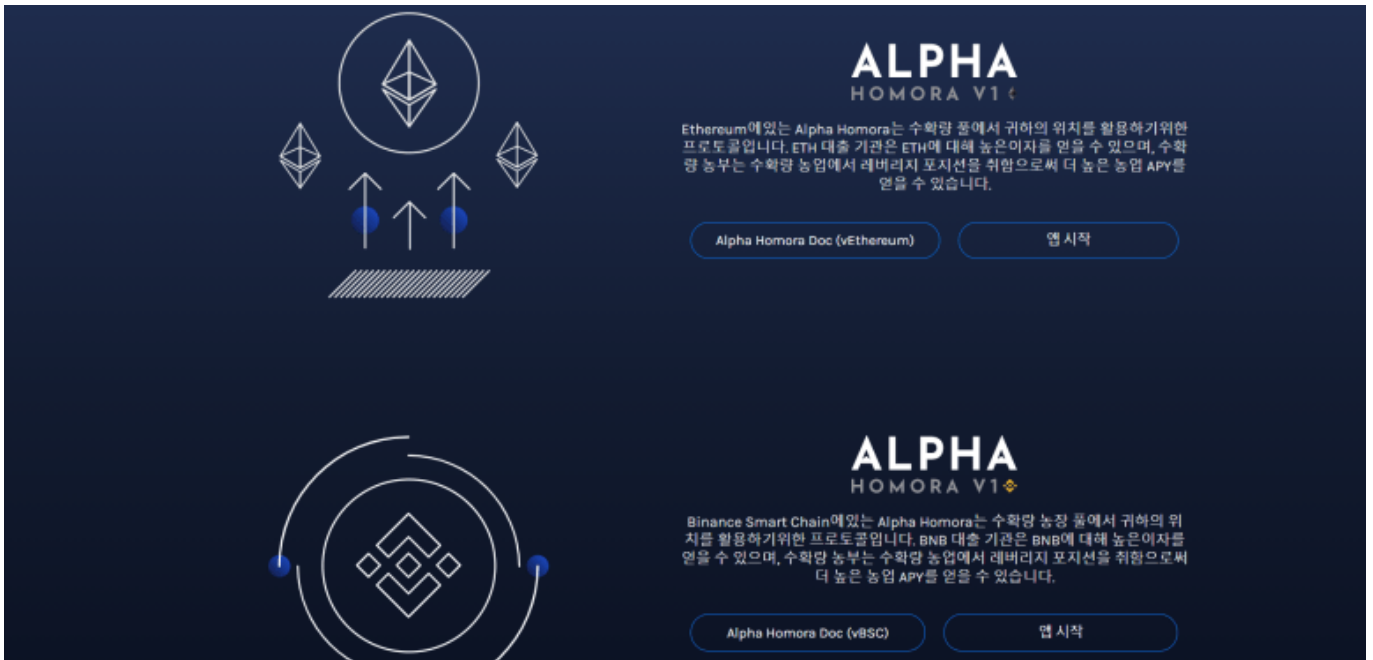 ALPHA
HOMORA V1
Ethereum에있는 Alpha Homora는 수확량 풀에서 귀하의 위치를 활용하기위한
프로토콜입니다. ETH 대출 기관은 ETH에 대해 높은이자를 얻을 수 있으며, 수확
량 농부는 수확량 농업에서 레버리지 포지션을 취함으로써 더 높은 농업 APY를
얻을 수 있습니다.
Alpha Homora Doc (vEthereum)
앱 시작
ALPHA
HOMORA V1
Binance Smart Chain에있는 Alpha Homora는 수확량 농장 풀에서 귀하의 위
치를 활용하기위한 프로토콜입니다. BNB 대출 기관은 BNB에 대해 높은이자를
얻을 수 있으며, 수확량 농부는 수확량 농업에서 레버리지 포지션을 취함으로써
더 높은 농업 APY를 얻을 수 있습니다.
Alpha Homora Doc (vBSC)
앱 시작